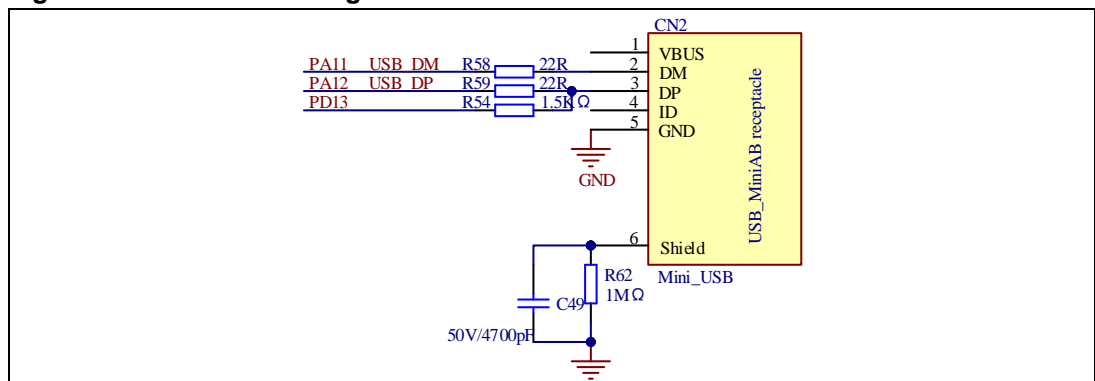 CN2
1 VBUS
PA11 USB_DM R58 22R 2 DM
PA12 USB_DP R59 22R 3 DP
PD13 R54 1.5KΩ 4 ID
5 GND
GND
USB_MiniAB receptacle
6 Shield
Mini_USB
R62
1MΩ
C49
50V/4700pF